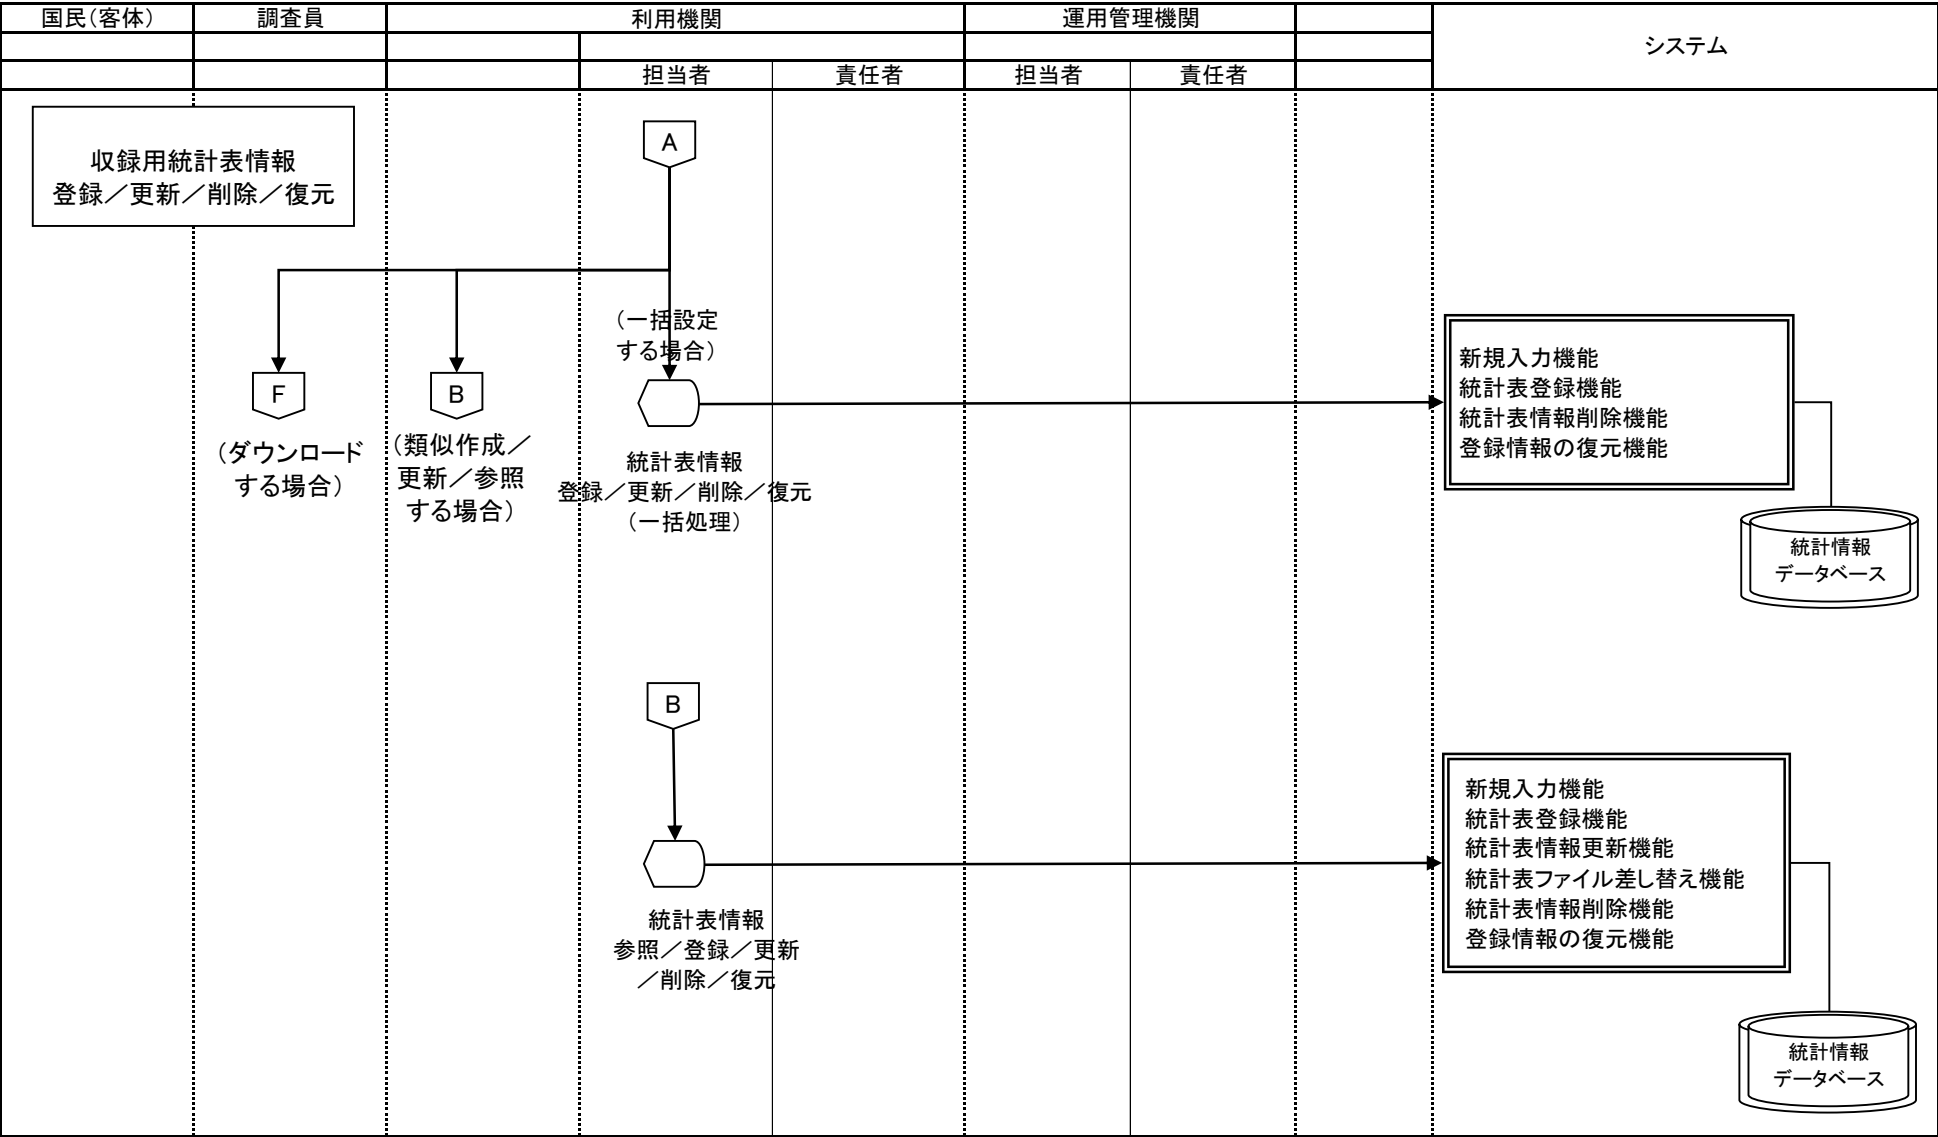 国民（客体）
調査員
利用機関
運用管理機関
システム
担当者
責任者
担当者
責任者
収録用統計表情報
登録／更新／削除／復元
A
（一括設定
する場合）
F
（ダウンロード
する場合）
B
（類似作成／
更新／参照
する場合）
統計表情報
登録／更新／削除／復元
（一括処理）
新規入力機能
統計表登録機能
統計表情報削除機能
登録情報の復元機能
統計情報
データベース
B
統計表情報
参照／登録／更新
／削除／復元
新規入力機能
統計表登録機能
統計表情報更新機能
統計表ファイル差し替え機能
統計表情報削除機能
登録情報の復元機能
統計情報
データベース